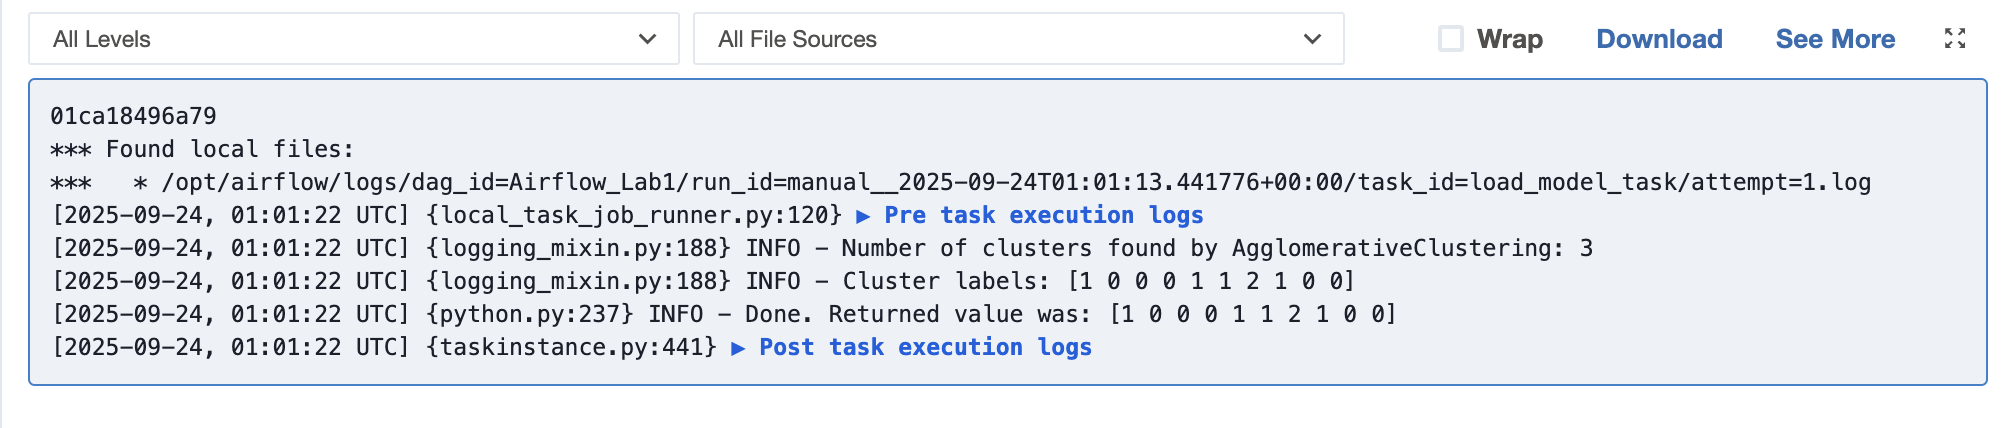 All Levels All File Sources Wrap Download See More
01ca18496a79
*** Found local files:
***   * /opt/airflow/logs/dag_id=Airflow_Lab1/run_id=manual__2025-09-24T01:01:13.441776+00:00/task_id=load_model_task/attempt=1.log
[2025-09-24, 01:01:22 UTC] {local_task_job_runner.py:120} ▶ Pre task execution logs
[2025-09-24, 01:01:22 UTC] {logging_mixin.py:188} INFO - Number of clusters found by AgglomerativeClustering: 3
[2025-09-24, 01:01:22 UTC] {logging_mixin.py:188} INFO - Cluster labels: [1 0 0 0 1 1 2 1 0 0]
[2025-09-24, 01:01:22 UTC] {python.py:237} INFO - Done. Returned value was: [1 0 0 0 1 1 2 1 0 0]
[2025-09-24, 01:01:22 UTC] {taskinstance.py:441} ▶ Post task execution logs